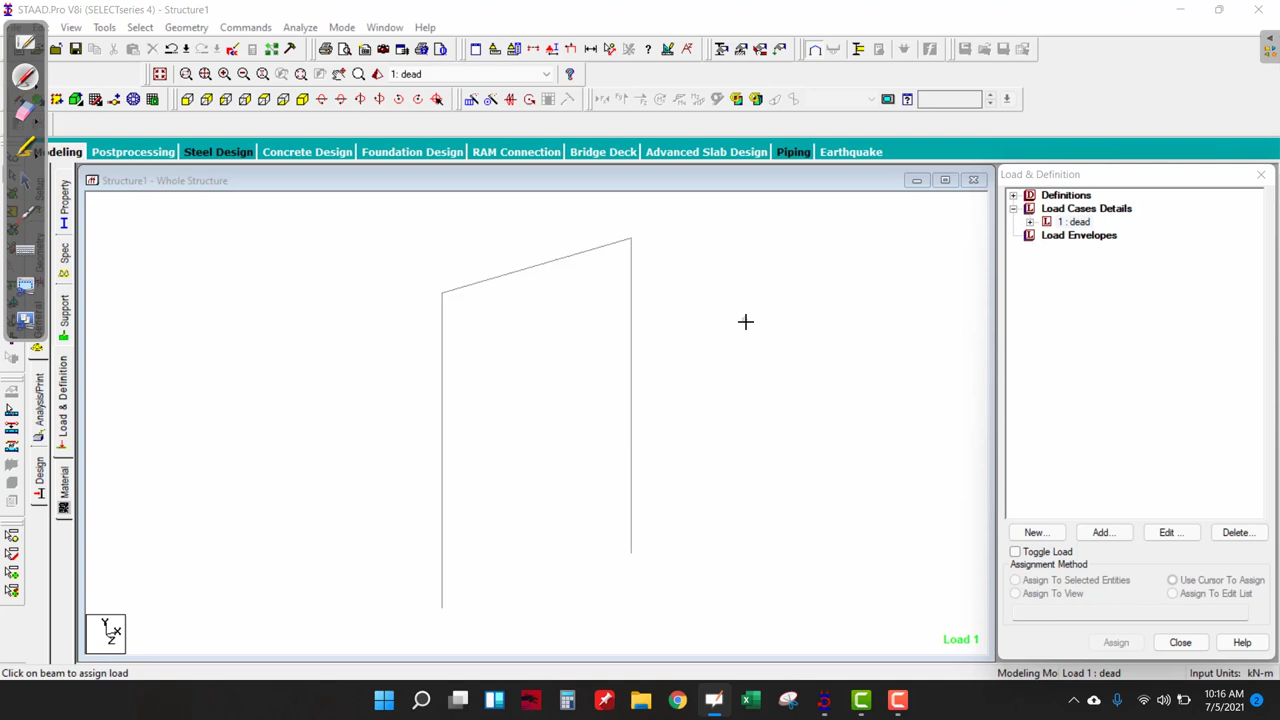 STAAD.Pro V8i (SELECTseries 4) - Structure1
View Tools Select Geometry Commands Analyze Mode Window Help
1: dead
Modeling Postprocessing Steel Design Concrete Design Foundation Design RAM Connection Bridge Deck Advanced Slab Design Piping Earthquake
Structure1 - Whole Structure
Load & Definition
Definitions
Load Cases Details
1 : dead
Load Envelopes
Property
Spec
Support
Load & Definition
Material
Setup
Geometry
General
Analysis/Print
Design
New... Add... Edit ... Delete...
Toggle Load
Assignment Method
Assign To Selected Entities Use Cursor To Assign
Assign To View Assign To Edit List
Assign Close Help
Y
X
Z
Load 1
Click on beam to assign load
Modeling Mo Load 1 : dead Input Units: kN-m
10:16 AM
7/5/2021
2